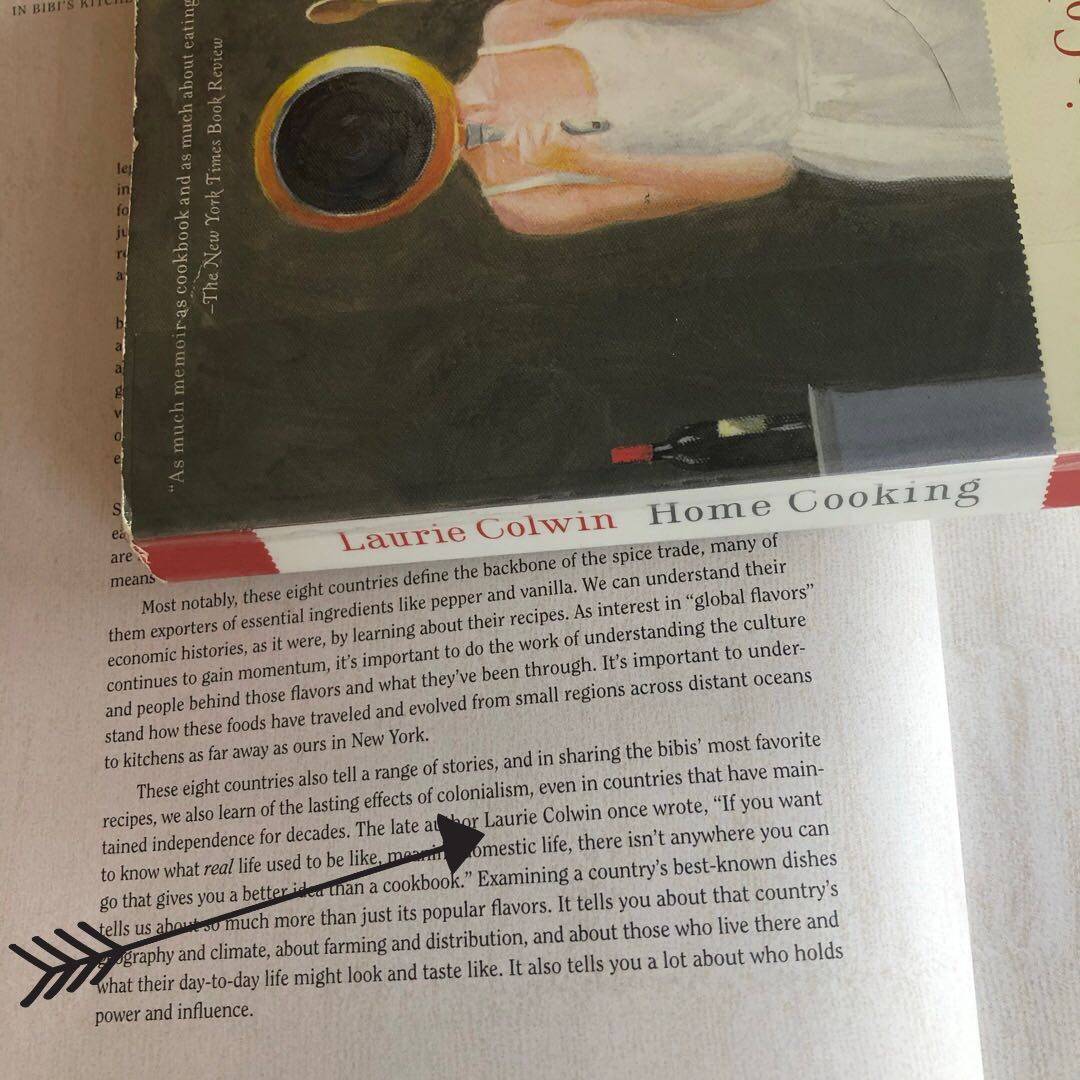 IN BIBI'S
"As much memoir as cookbook and as much about eating
–The New York Times Book Review
Laurie Colwin Home Cooking
are
means
Most notably, these eight countries define the backbone of the spice trade, many of
them exporters of essential ingredients like pepper and vanilla. We can understand their
economic histories, as it were, by learning about their recipes. As interest in “global flavors”
continues to gain momentum, it’s important to do the work of understanding the culture
and people behind those flavors and what they’ve been through. It’s important to under-
stand how these foods have traveled and evolved from small regions across distant oceans
to kitchens as far away as ours in New York.
These eight countries also tell a range of stories, and in sharing the bibis’ most favorite
recipes, we also learn of the lasting effects of colonialism, even in countries that have main-
tained independence for decades. The late author Laurie Colwin once wrote, “If you want
to know what real life used to be like, meaning domestic life, there isn’t anywhere you can
go that gives you a better idea than a cookbook.” Examining a country’s best-known dishes
tells us about so much more than just its popular flavors. It tells you about that country’s
geography and climate, about farming and distribution, and about those who live there and
what their day-to-day life might look and taste like. It also tells you a lot about who holds
power and influence.